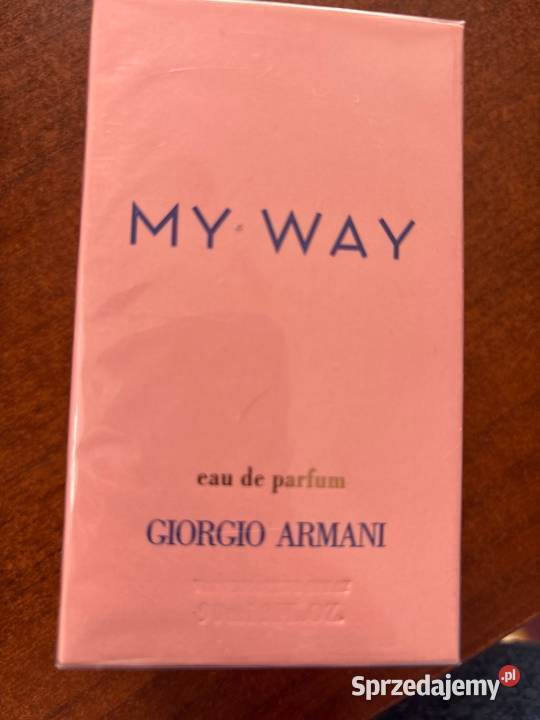 MY WAY
eau de parfum
GIORGIO ARMANI
Sprzedajemy.pl